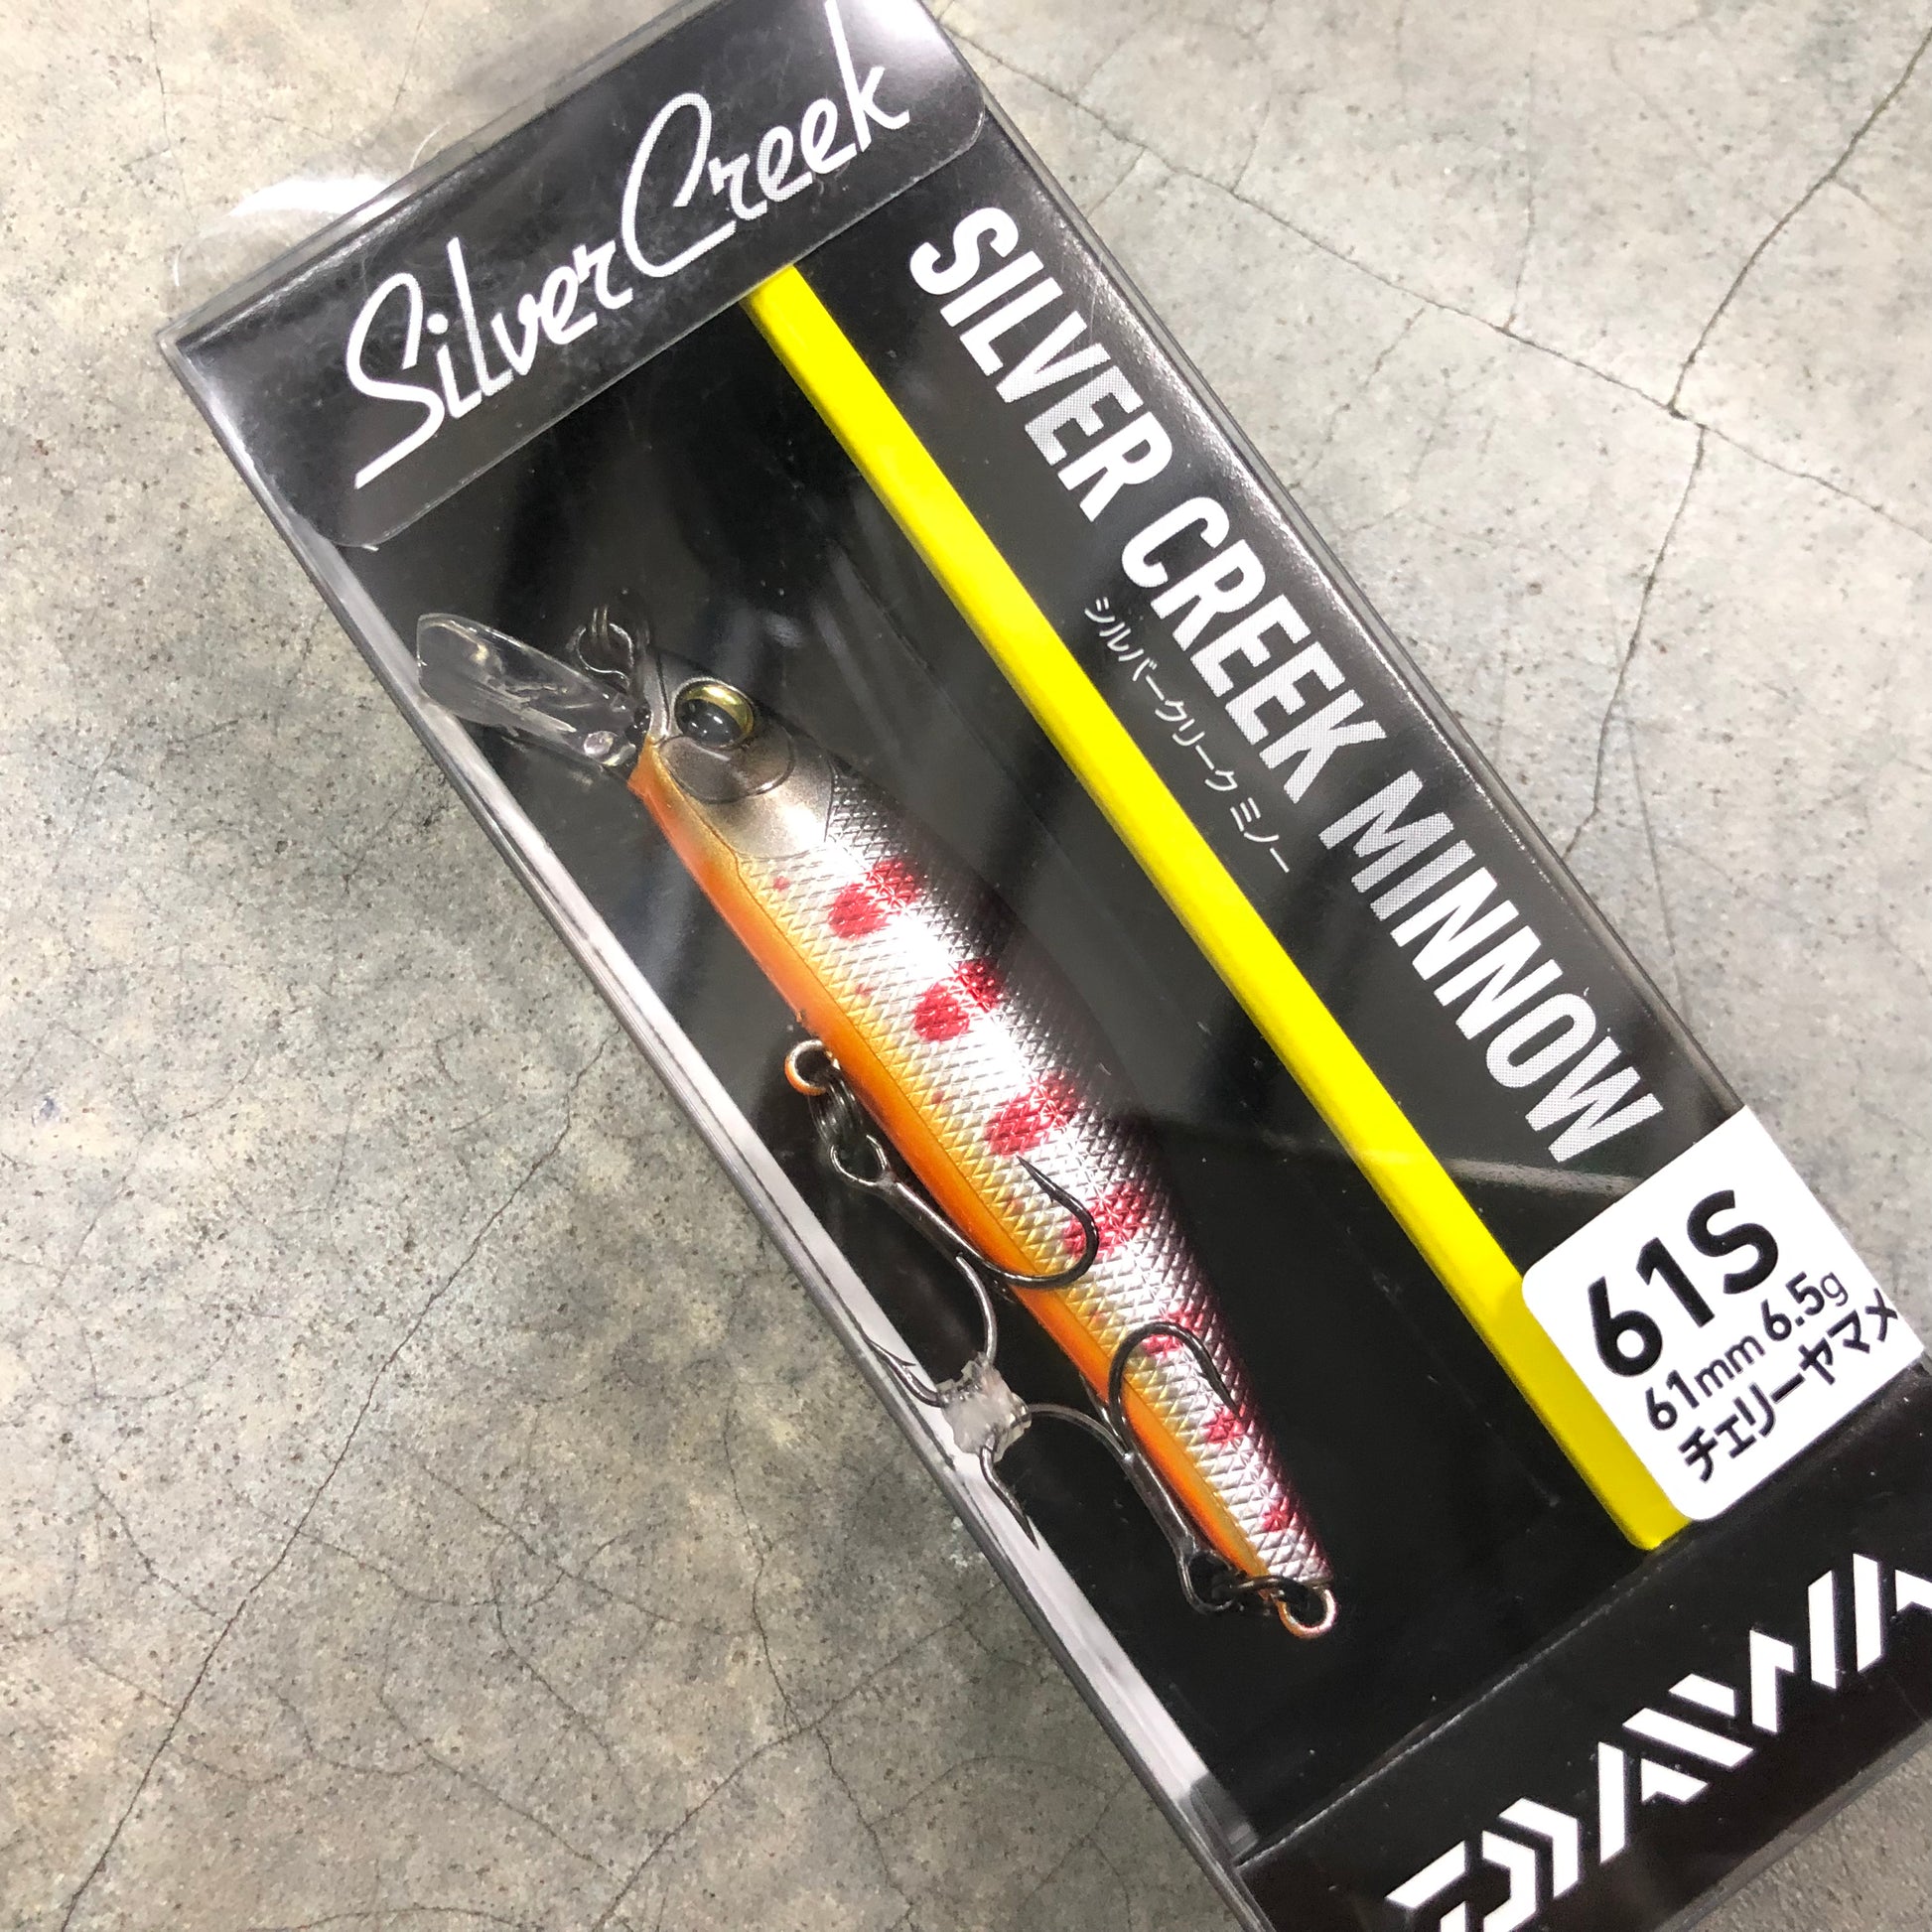 Silver Creek
SILVER CREEK MINNOW
シルバークリークミノー
61S
61mm 6.5g
チェリーヤマメ
DAIWA